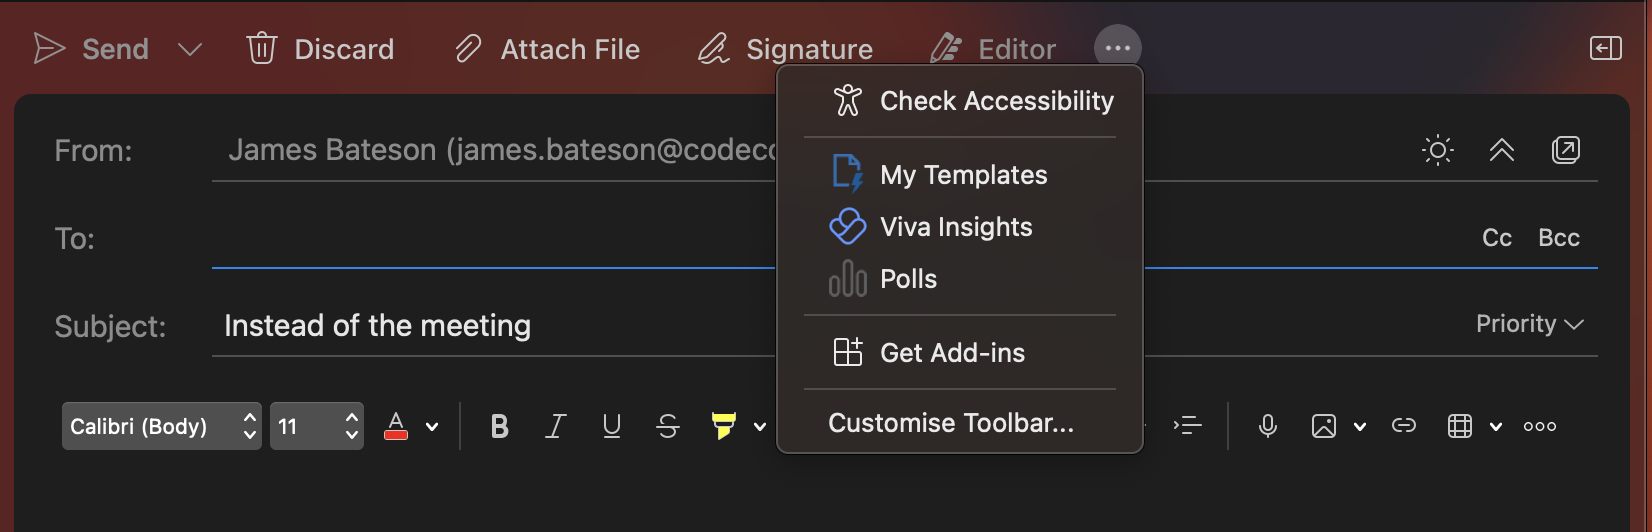 Send Discard Attach File Signature Editor
Check Accessibility
From: James Bateson (james.bateson@codeco
My Templates
Viva Insights
To: Cc Bcc
Polls
Subject: Instead of the meeting Priority
Get Add-ins
Customise Toolbar...
Calibri (Body) 11 A B I U S